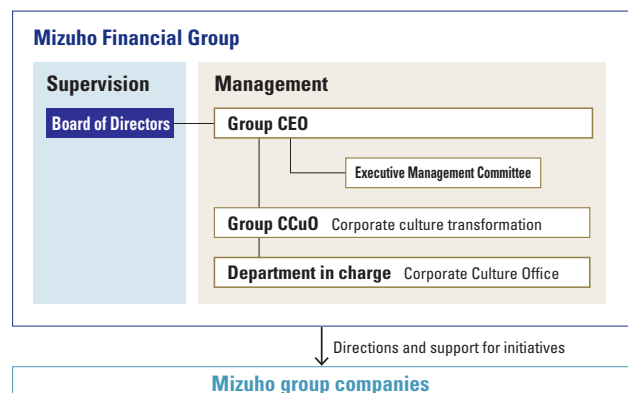 Mizuho Financial Group
Supervision
Management
Board of Directors
Group CEO
Executive Management Committee
Group CCuO Corporate culture transformation
Department in charge Corporate Culture Office
Directions and support for initiatives
Mizuho group companies